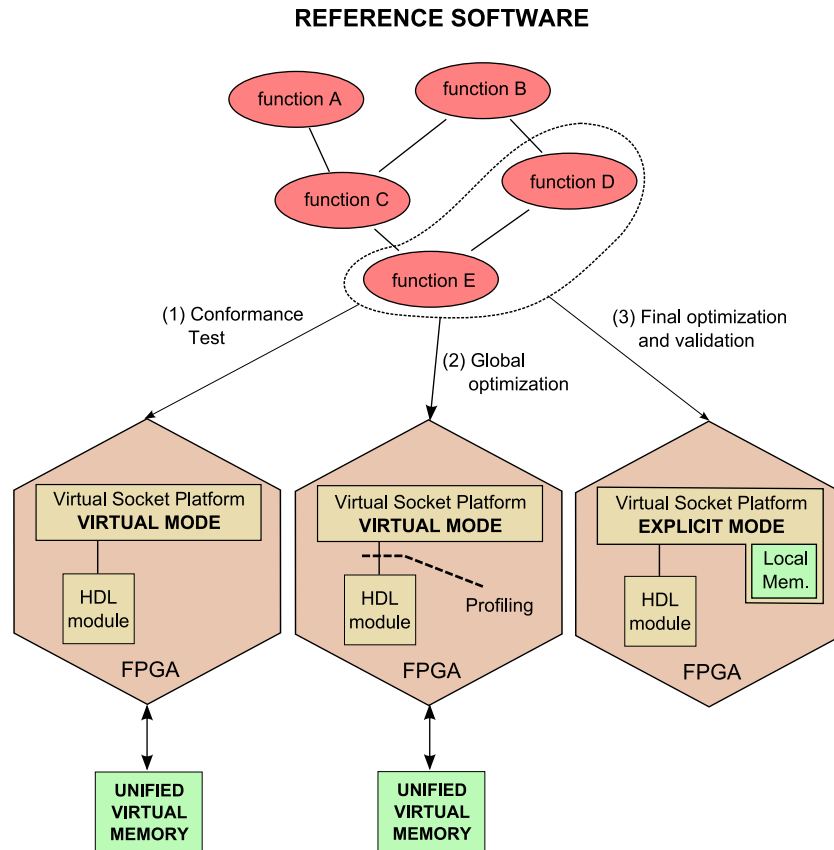 REFERENCE SOFTWARE
function A
function B
function C
function D
function E
(1) Conformance
Test
(2) Global
optimization
(3) Final optimization
and validation
Virtual Socket Platform
VIRTUAL MODE
HDL
module
FPGA
UNIFIED
VIRTUAL
MEMORY
Virtual Socket Platform
VIRTUAL MODE
HDL
module
Profiling
FPGA
UNIFIED
VIRTUAL
MEMORY
Virtual Socket Platform
EXPLICIT MODE
Local
Mem.
HDL
module
FPGA